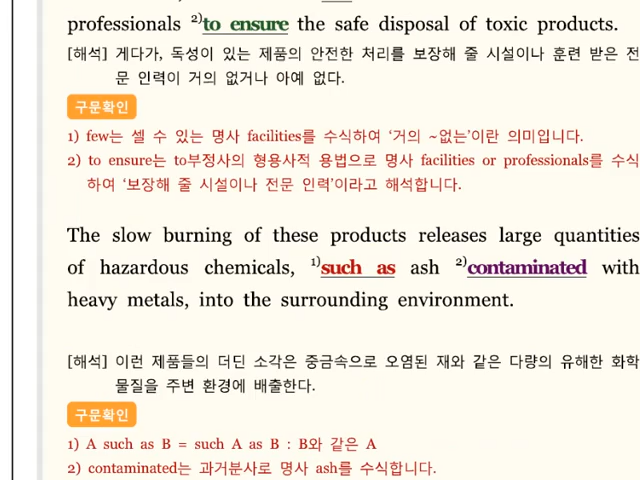 professionals 2)to ensure the safe disposal of toxic products.
[해석] 게다가, 독성이 있는 제품의 안전한 처리를 보장해 줄 시설이나 훈련 받은 전
문 인력이 거의 없거나 아예 없다.
구문확인
1) few는 셀 수 있는 명사 facilities를 수식하여 ‘거의 ~없는’이란 의미입니다.
2) to ensure는 to부정사의 형용사적 용법으로 명사 facilities or professionals를 수식
하여 ‘보장해 줄 시설이나 전문 인력’이라고 해석합니다.
The slow burning of these products releases large quantities
of hazardous chemicals, 1)such as ash 2)contaminated with
heavy metals, into the surrounding environment.
[해석] 이런 제품들의 더딘 소각은 중금속으로 오염된 재와 같은 다량의 유해한 화학
물질을 주변 환경에 배출한다.
구문확인
1) A such as B = such A as B : B와 같은 A
2) contaminated는 과거분사로 명사 ash를 수식합니다.